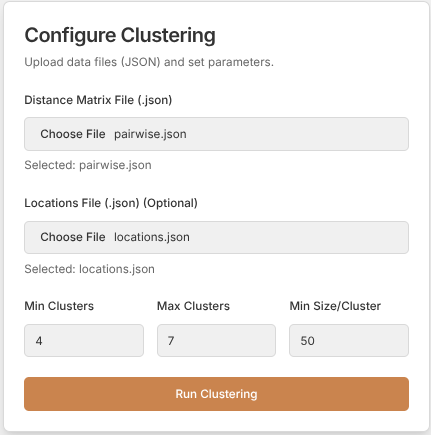 Configure Clustering
Upload data files (JSON) and set parameters.
Distance Matrix File (.json)
Choose File pairwise.json
Selected: pairwise.json
Locations File (.json) (Optional)
Choose File locations.json
Selected: locations.json
Min Clusters Max Clusters Min Size/Cluster
4 7 50
Run Clustering